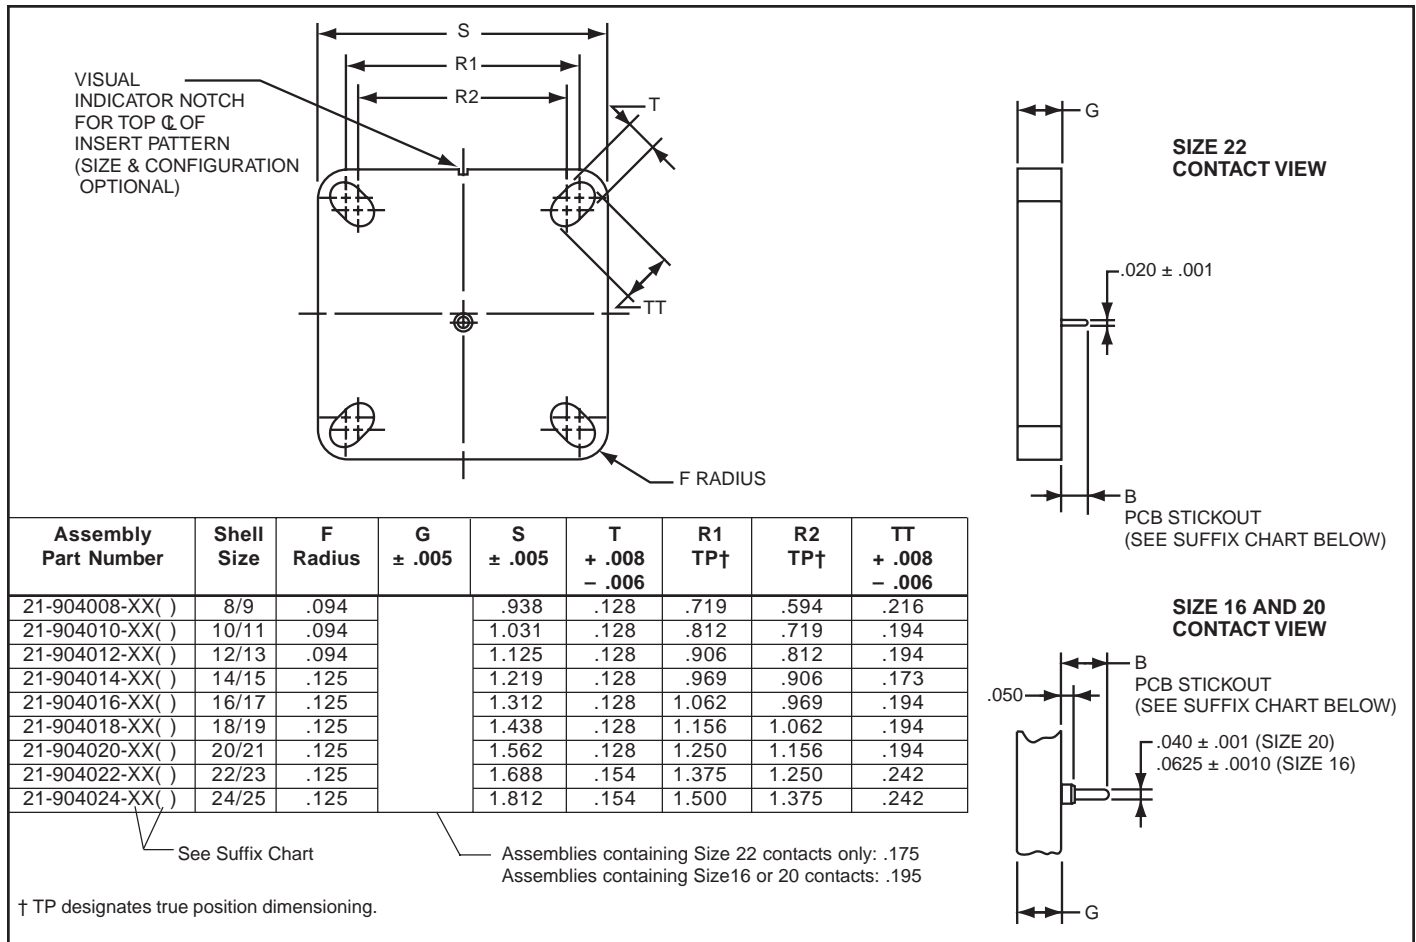 S
R1
R2
T
TT
VISUAL
INDICATOR NOTCH
FOR TOP ℄ OF
INSERT PATTERN
(SIZE & CONFIGURATION
OPTIONAL)
F RADIUS
G
SIZE 22
CONTACT VIEW
.020 ± .001
B
PCB STICKOUT
(SEE SUFFIX CHART BELOW)
SIZE 16 AND 20
CONTACT VIEW
B
PCB STICKOUT
(SEE SUFFIX CHART BELOW)
.050
.040 ± .001 (SIZE 20)
.0625 ± .0010 (SIZE 16)
G
Assembly Shell F G S T R1 R2 TT
Part Number Size Radius ± .005 ± .005 + .008 TP† TP† + .008
– .006 – .006
21-904008-XX( ) 8/9 .094 .938 .128 .719 .594 .216
21-904010-XX( ) 10/11 .094 1.031 .128 .812 .719 .194
21-904012-XX( ) 12/13 .094 1.125 .128 .906 .812 .194
21-904014-XX( ) 14/15 .125 1.219 .128 .969 .906 .173
21-904016-XX( ) 16/17 .125 1.312 .128 1.062 .969 .194
21-904018-XX( ) 18/19 .125 1.438 .128 1.156 1.062 .194
21-904020-XX( ) 20/21 .125 1.562 .128 1.250 1.156 .194
21-904022-XX( ) 22/23 .125 1.688 .154 1.375 1.250 .242
21-904024-XX( ) 24/25 .125 1.812 .154 1.500 1.375 .242
See Suffix Chart
Assemblies containing Size 22 contacts only: .175
Assemblies containing Size16 or 20 contacts: .195
† TP designates true position dimensioning.